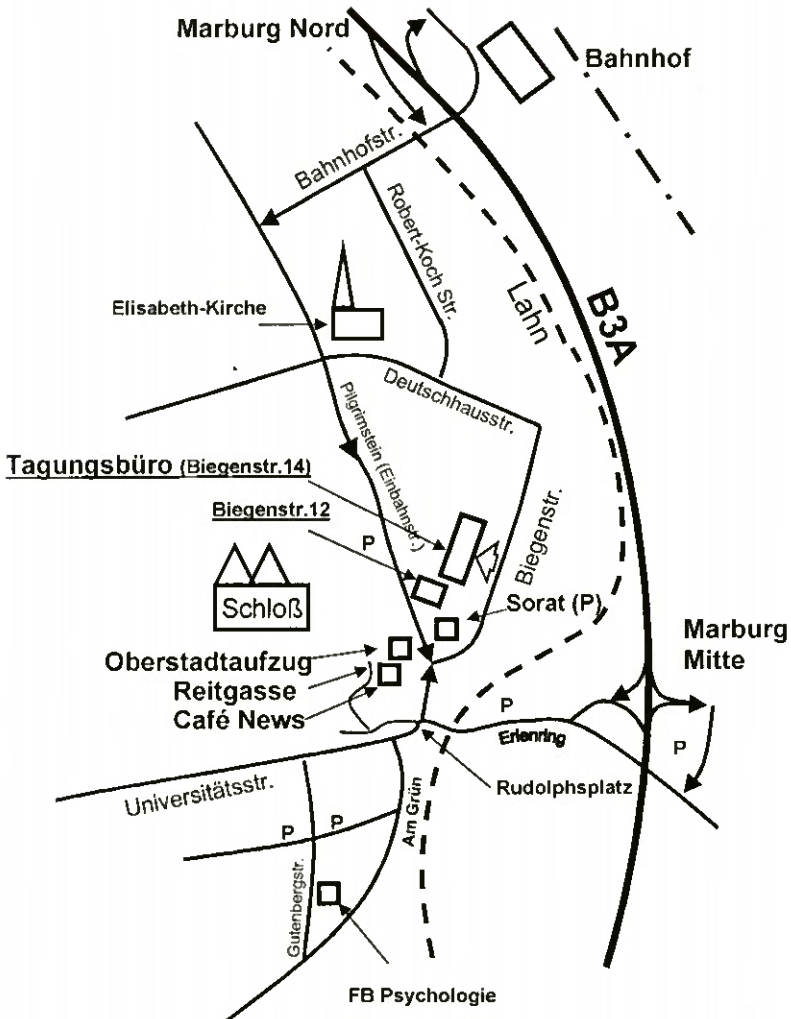 Marburg Nord
Bahnhof
Bahnhofstr.
Robert-Koch Str.
Lahn
B3A
Elisabeth-Kirche
Deutschhausstr.
Pilgrimstein (Einbahnstr.)
Tagungsbüro (Biegenstr.14)
Biegenstr.12
P
Biegenstr.
Schloß
Sorat (P)
Marburg
Mitte
Oberstadtaufzug
Reitgasse
Café News
P
Erlenring
P
Rudolphsplatz
Universitätsstr.
Am Grün
P
P
Gutenbergstr.
FB Psychologie